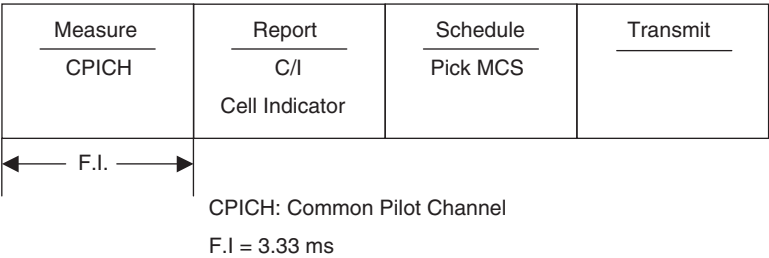 Measure
CPICH
Report
C/I
Cell Indicator
Schedule
Pick MCS
Transmit
F.I.
CPICH: Common Pilot Channel
F.I = 3.33 ms